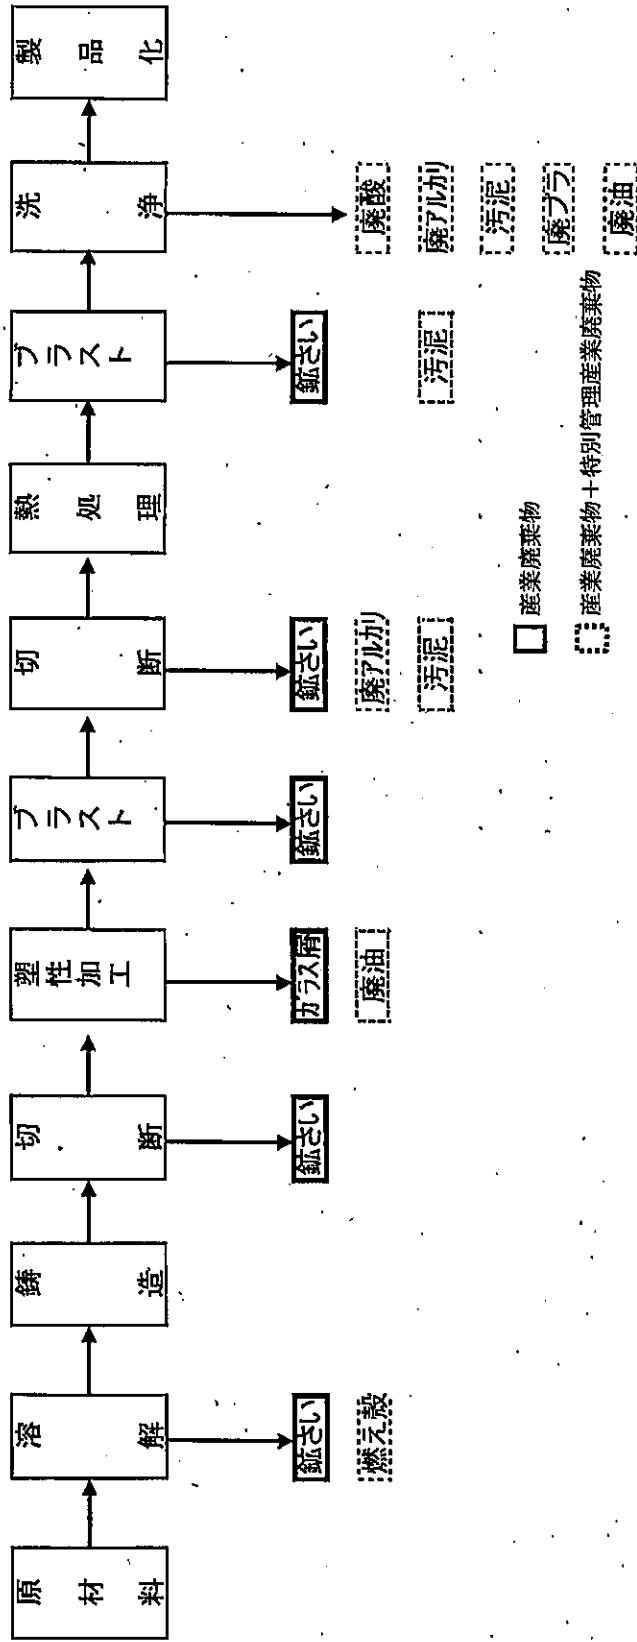 原材料
溶解
鋳造
切断
塑性加工
ブラスト
切断
熱処理
ブラスト
洗浄
製品化
鉱さい
燃え殻
鉱さい
ガラス屑
廃油
鉱さい
鉱さい
廃アルカリ
汚泥
鉱さい
汚泥
廃酸
廃アルカリ
汚泥
廃プラ
廃油
産業廃棄物
産業廃棄物＋特別管理産業廃棄物